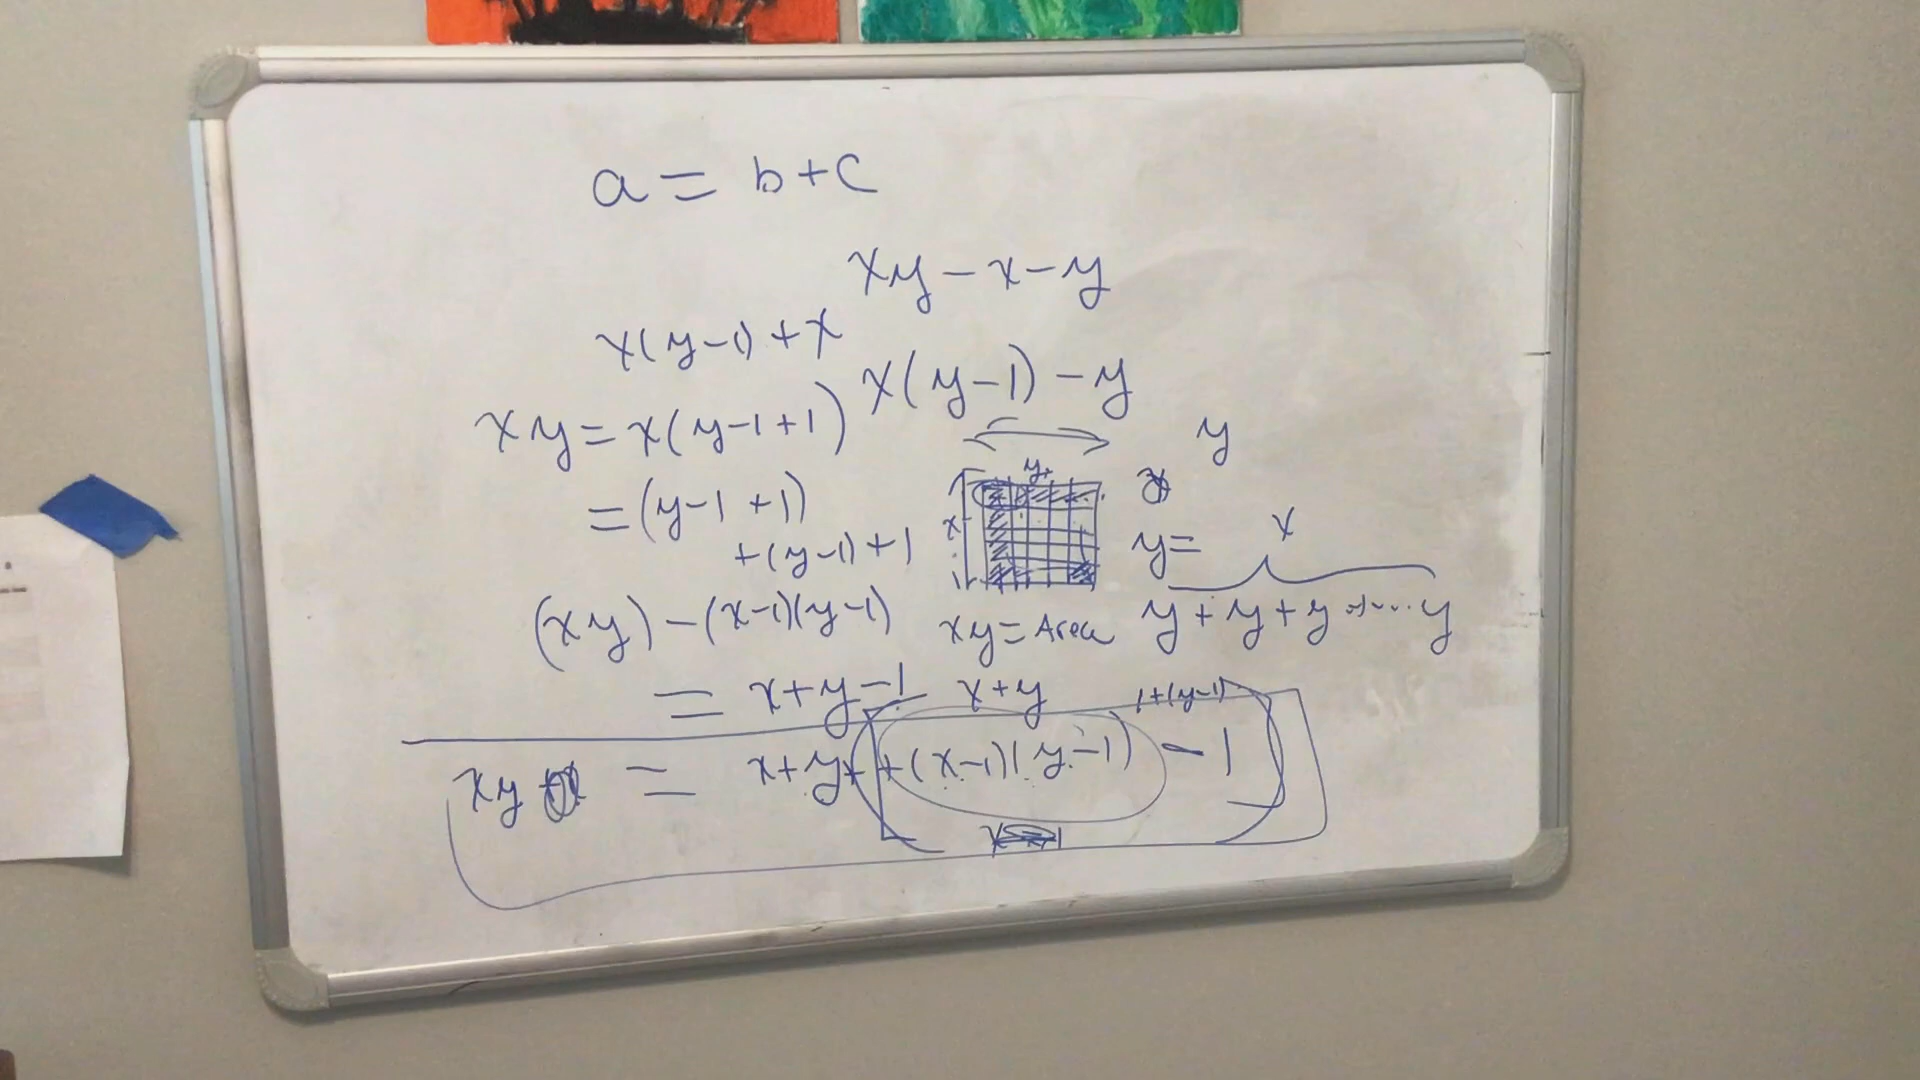 a = b+c
xy - x - y
x(y-1) + x
x(y-1) - y
xy = x(y-1+1)
y
= (y-1 +1)
+(y-1)+1
y
x
x
y=
(xy) - (x-1)(y-1)
xy = Area
y + y + y + .... y
= x+y-1
x+y
1+(y-1)
xy = x+y+ +(x-1)(y-1) - 1